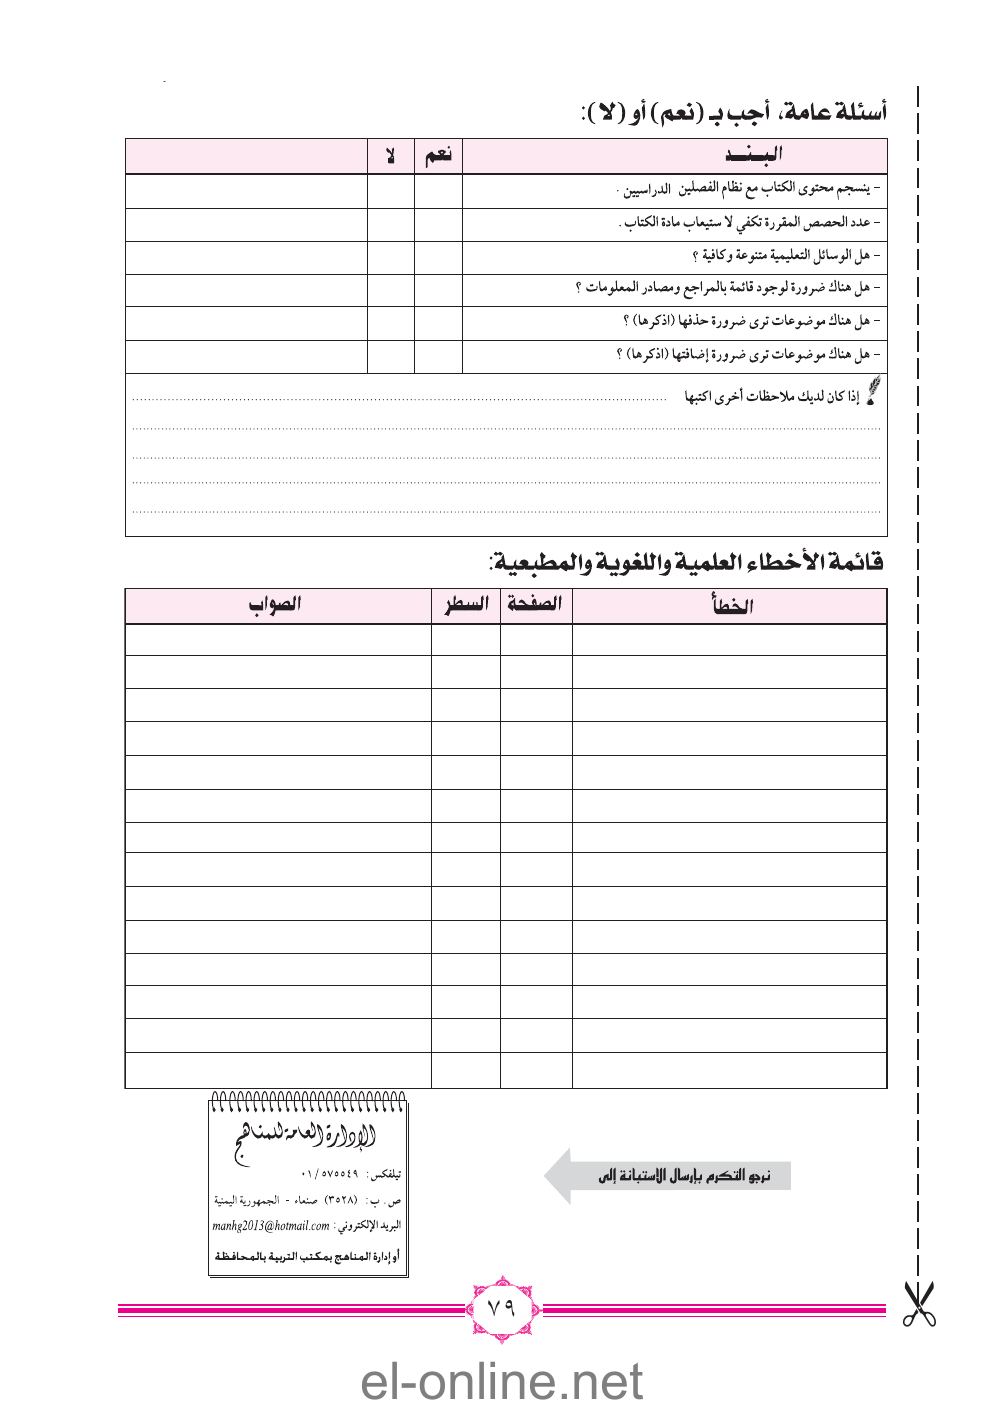 أسئلة عامة، أجب بـ (نعم) أو (لا):
البـنـد نعم لا
- ينسجم محتوى الكتاب مع نظام الفصلين الدراسيين .
- عدد الحصص المقررة تكفي لا ستيعاب مادة الكتاب .
- هل الوسائل التعليمية متنوعة وكافية ؟
- هل هناك ضرورة لوجود قائمة بالمراجع ومصادر المعلومات ؟
- هل هناك موضوعات ترى ضرورة حذفها (اذكرها) ؟
- هل هناك موضوعات ترى ضرورة إضافتها (اذكرها) ؟
إذا كان لديك ملاحظات أخرى اكتبها
قائمة الأخطاء العلمية واللغوية والمطبعية:
الخطأ الصفحة السطر الصواب
نرجو التكرم بإرسال الاستبانة إلى
الإدارة العامة للمناهج
تيلفكس : ٠١/٥٧٥٥٤٩
ص . ب : (٣٥٢٨) صنعاء - الجمهورية اليمنية
البريد الإلكتروني : manhg2013@hotmail.com
أو إدارة المناهج بمكتب التربية بالمحافظة
٧٩
el-online.net